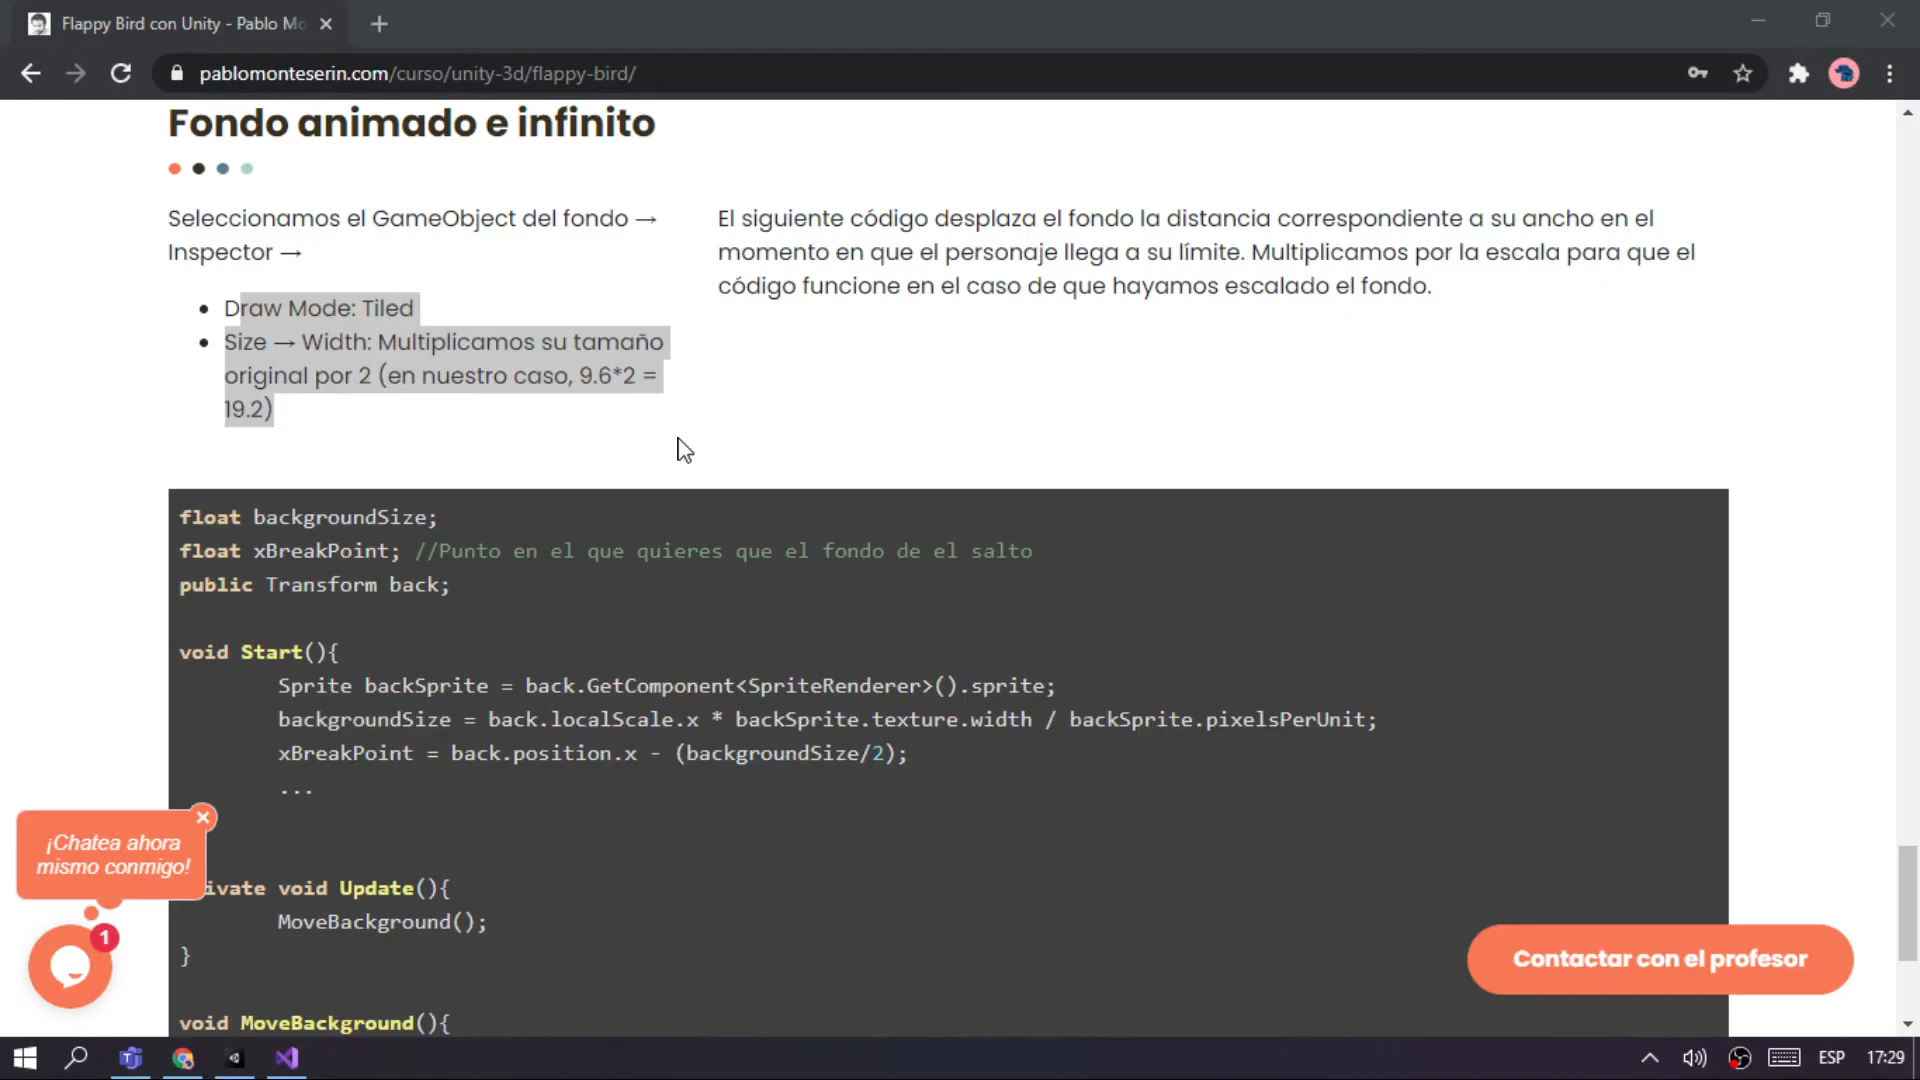 Flappy Bird con Unity - Pablo Mo
pablomonteserin.com/curso/unity-3d/flappy-bird/
Fondo animado e infinito
Seleccionamos el GameObject del fondo →
Inspector →
• Draw Mode: Tiled
• Size → Width: Multiplicamos su tamaño
original por 2 (en nuestro caso, 9.6*2 =
19.2)
El siguiente código desplaza el fondo la distancia correspondiente a su ancho en el
momento en que el personaje llega a su límite. Multiplicamos por la escala para que el
código funcione en el caso de que hayamos escalado el fondo.
float backgroundSize;
float xBreakPoint; //Punto en el que quieres que el fondo de el salto
public Transform back;
void Start(){
Sprite backSprite = back.GetComponent<SpriteRenderer>().sprite;
backgroundSize = back.localScale.x * backSprite.texture.width / backSprite.pixelsPerUnit;
xBreakPoint = back.position.x - (backgroundSize/2);
...
ivate void Update(){
MoveBackground();
}
void MoveBackground(){
¡Chatea ahora
mismo conmigo!
1
Contactar con el profesor
ESP
17:29